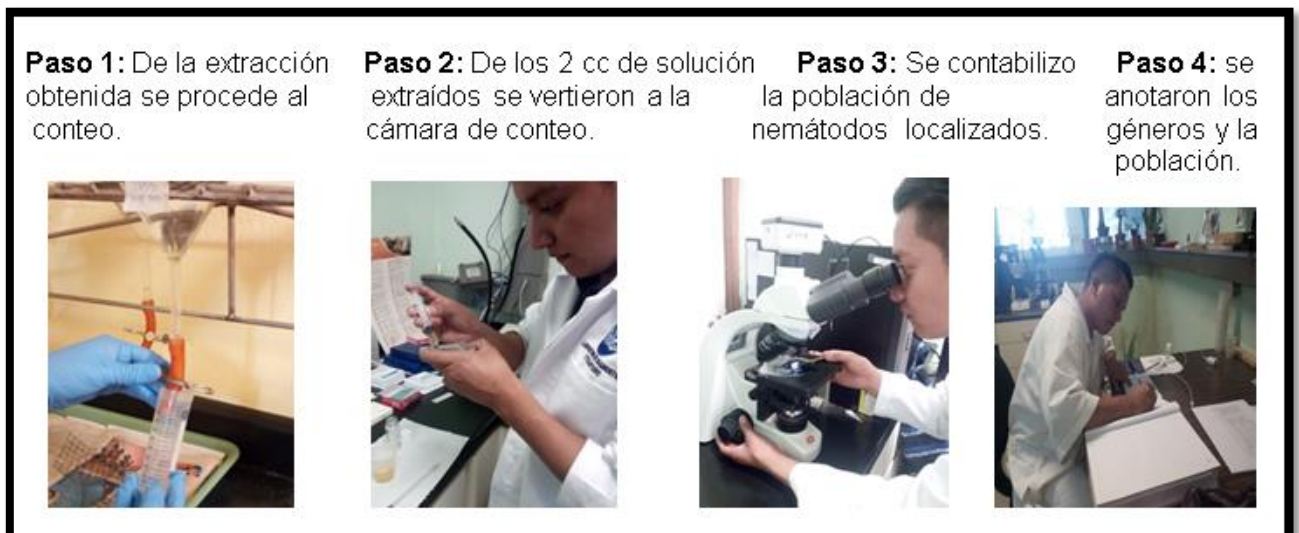 Paso 1: De la extracción
obtenida se procede al
conteo.
Paso 2: De los 2 cc de solución
extraídos se vertieron a la
cámara de conteo.
Paso 3: Se contabilizo
la población de
nemátodos localizados.
Paso 4: se
anotaron los
géneros y la
población.